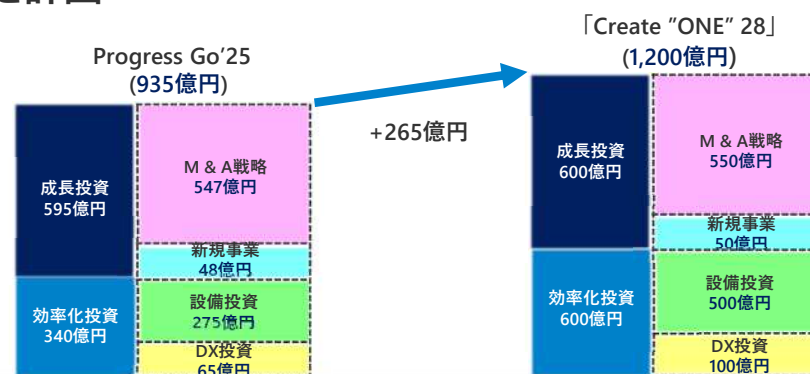 Progress Go’25
(935億円)
成長投資
595億円
効率化投資
340億円
M & A戦略
547億円
新規事業
48億円
設備投資
275億円
DX投資
65億円
+265億円
「Create ”ONE” 28」
(1,200億円)
成長投資
600億円
効率化投資
600億円
M & A戦略
550億円
新規事業
50億円
設備投資
500億円
DX投資
100億円